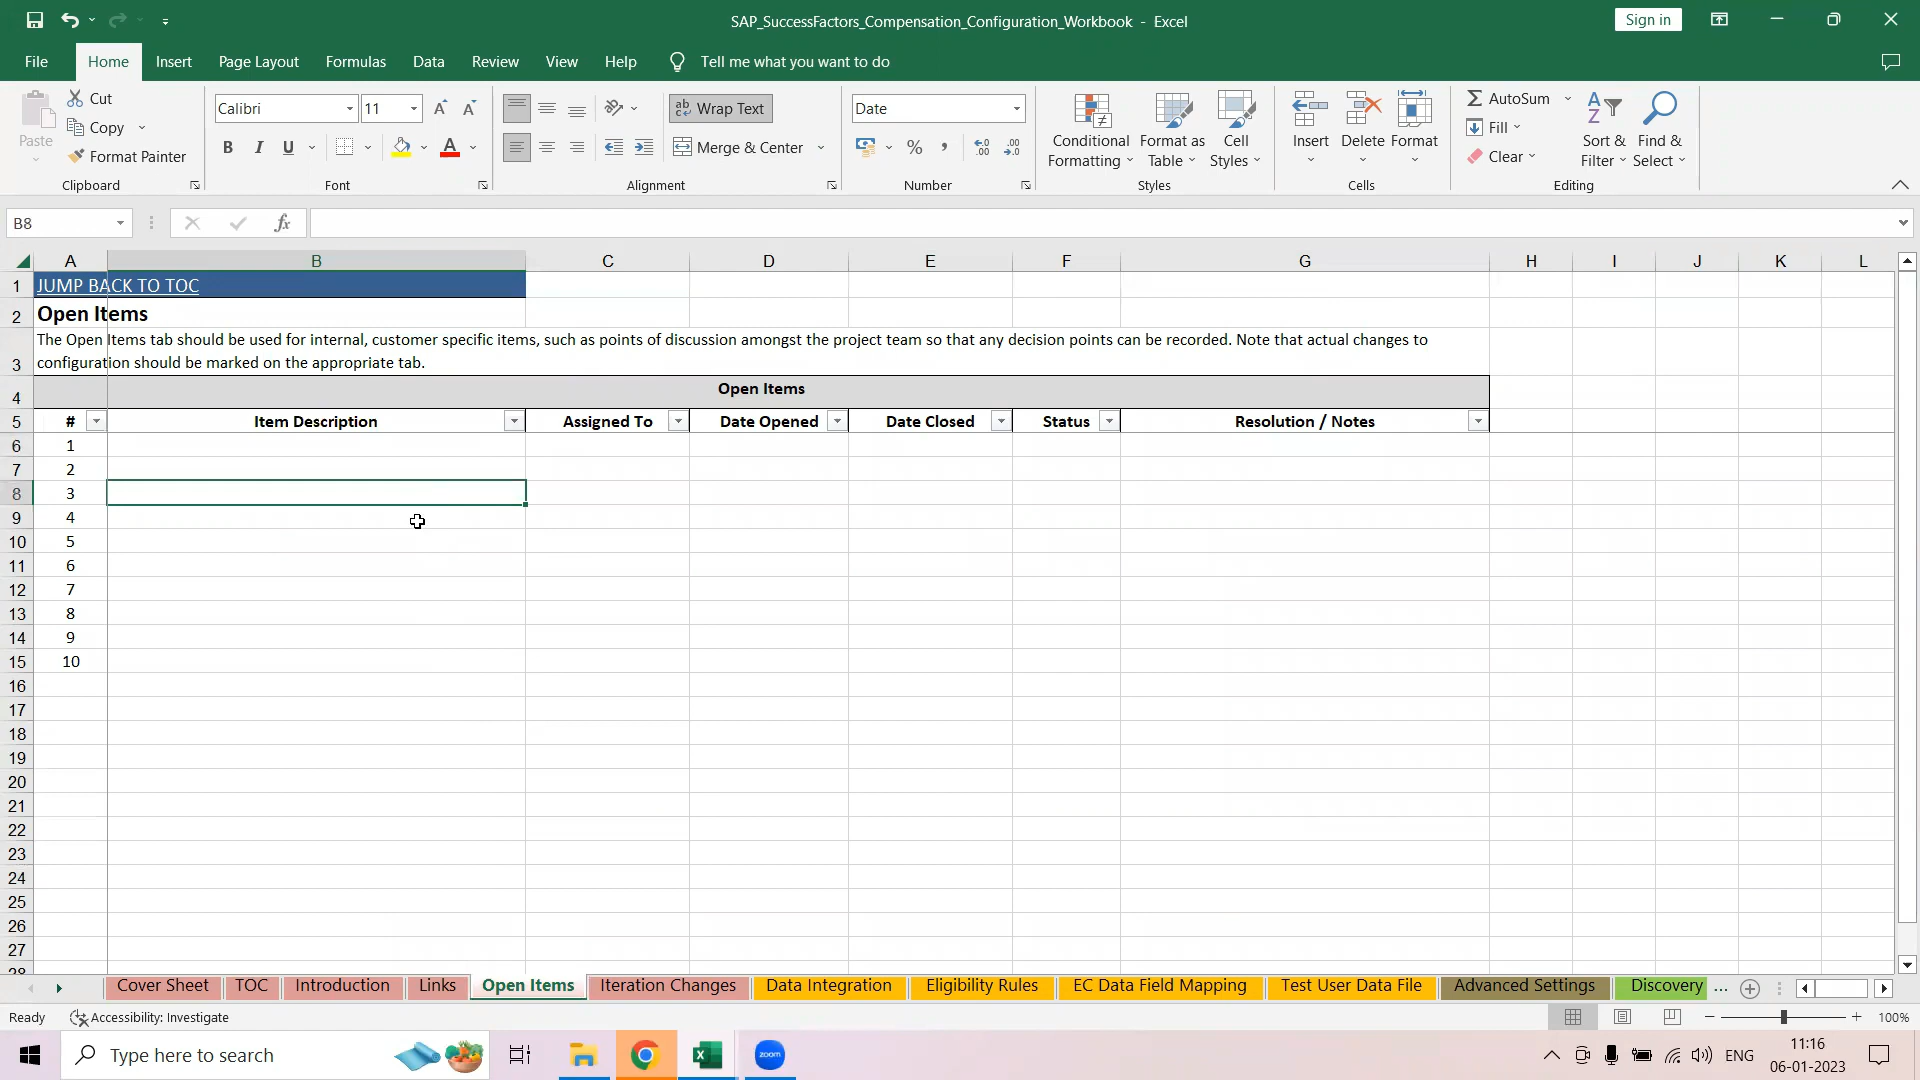 SAP_SuccessFactors_Compensation_Configuration_Workbook - Excel
Sign in
File Home Insert Page Layout Formulas Data Review View Help Tell me what you want to do
Paste
Cut
Copy
Format Painter
Clipboard
Calibri 11
B I U
Font
Wrap Text
Merge & Center
Alignment
Date
Number
Conditional Formatting
Format as Table
Cell Styles
Styles
Insert Delete Format
Cells
AutoSum
Fill
Clear
Sort & Filter
Find & Select
Editing
B8
fx
A B C D E F G H I J K L
1 JUMP BACK TO TOC
2 Open Items
3 The Open Items tab should be used for internal, customer specific items, such as points of discussion amongst the project team so that any decision points can be recorded. Note that actual changes to
configuration should be marked on the appropriate tab.
4 Open Items
5 # Item Description Assigned To Date Opened Date Closed Status Resolution / Notes
6 1
7 2
8 3
9 4
10 5
11 6
12 7
13 8
14 9
15 10
16
17
18
19
20
21
22
23
24
25
26
27
28
Cover Sheet TOC Introduction Links Open Items Iteration Changes Data Integration Eligibility Rules EC Data Field Mapping Test User Data File Advanced Settings Discovery ...
Ready Accessibility: Investigate 100%
Type here to search
zoom
ENG
11:16
06-01-2023